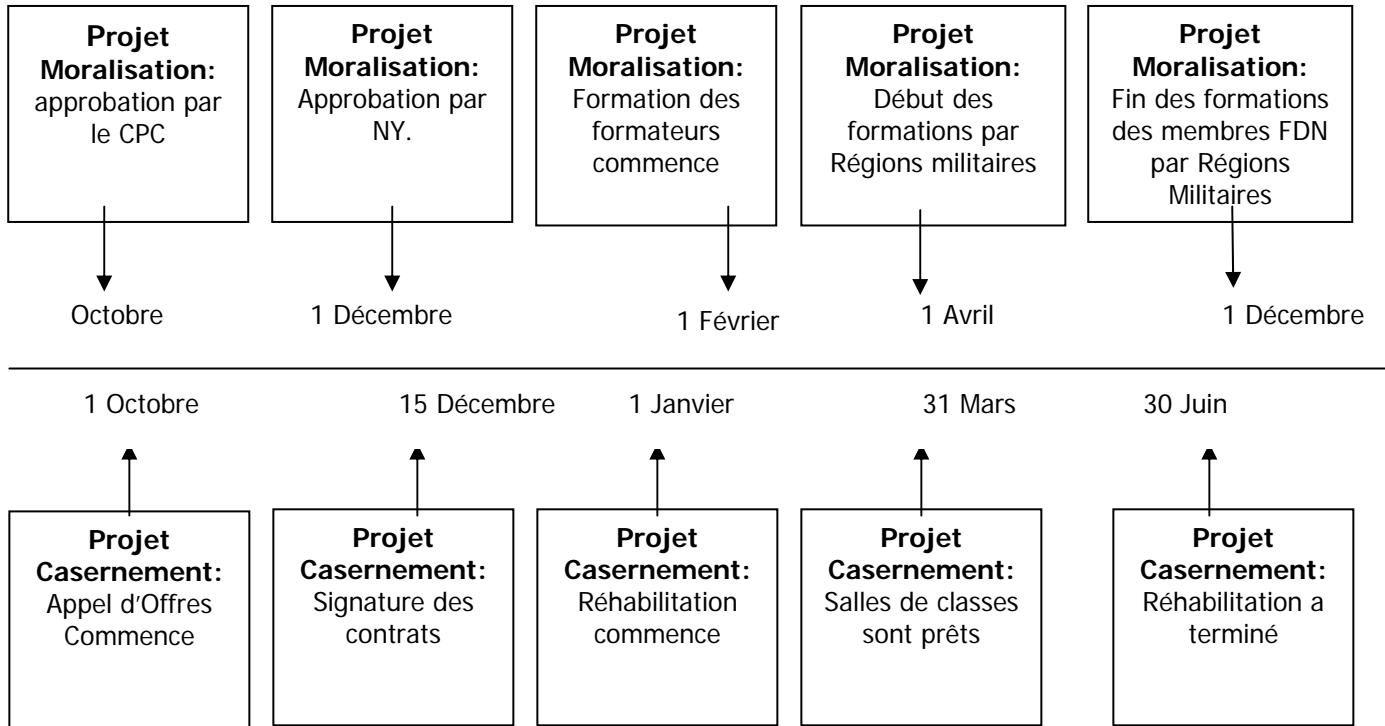 Projet
Moralisation:
approbation par
le CPC
Projet
Moralisation:
Approbation par
NY.
Projet
Moralisation:
Formation des
formateurs
commence
Projet
Moralisation:
Début des
formations par
Régions militaires
Projet
Moralisation:
Fin des formations
des membres FDN
par Régions
Militaires
Octobre
1 Décembre
1 Février
1 Avril
1 Décembre
1 Octobre
15 Décembre
1 Janvier
31 Mars
30 Juin
Projet
Casernement:
Appel d'Offres
Commence
Projet
Casernement:
Signature des
contrats
Projet
Casernement:
Réhabilitation
commence
Projet
Casernement:
Salles de classes
sont prêts
Projet
Casernement:
Réhabilitation a
terminé